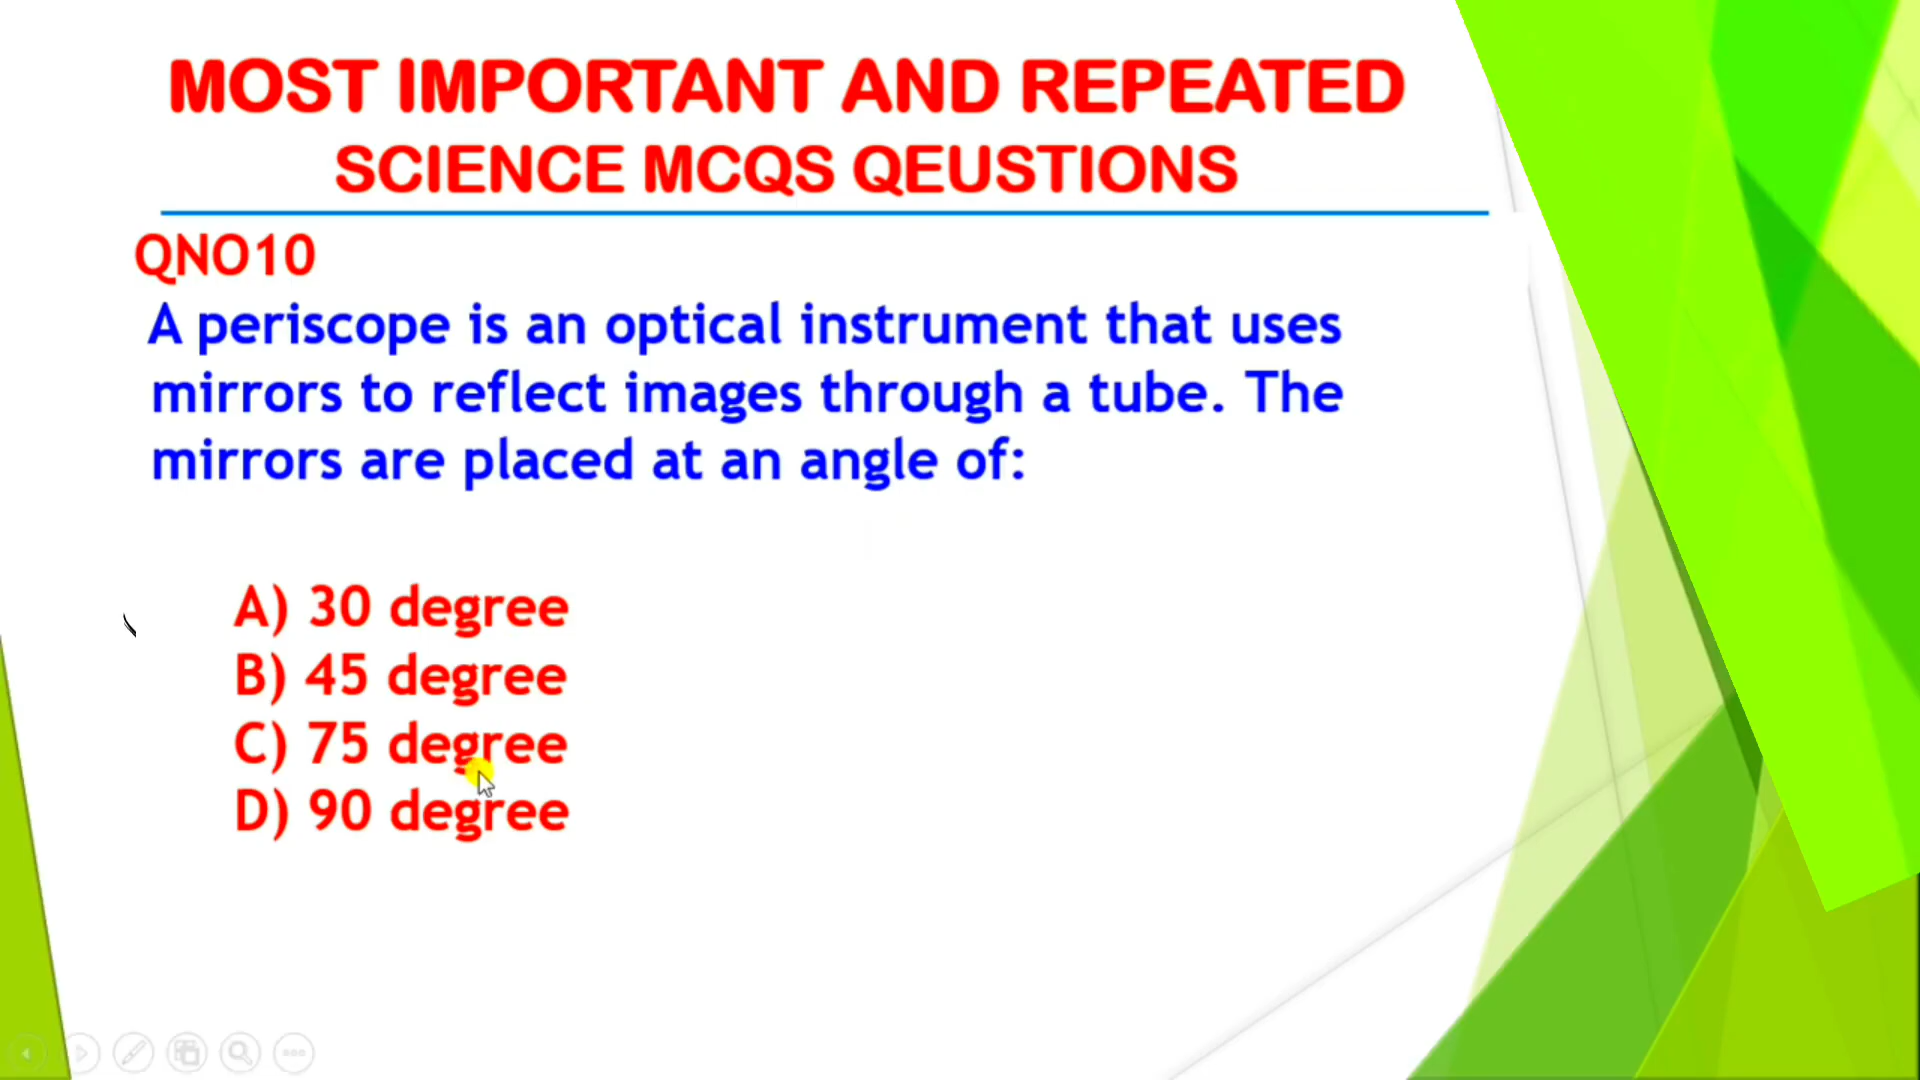 MOST IMPORTANT AND REPEATED
SCIENCE MCQS QEUSTIONS
QNO10
A periscope is an optical instrument that uses
mirrors to reflect images through a tube. The
mirrors are placed at an angle of:
A) 30 degree
B) 45 degree
C) 75 degree
D) 90 degree